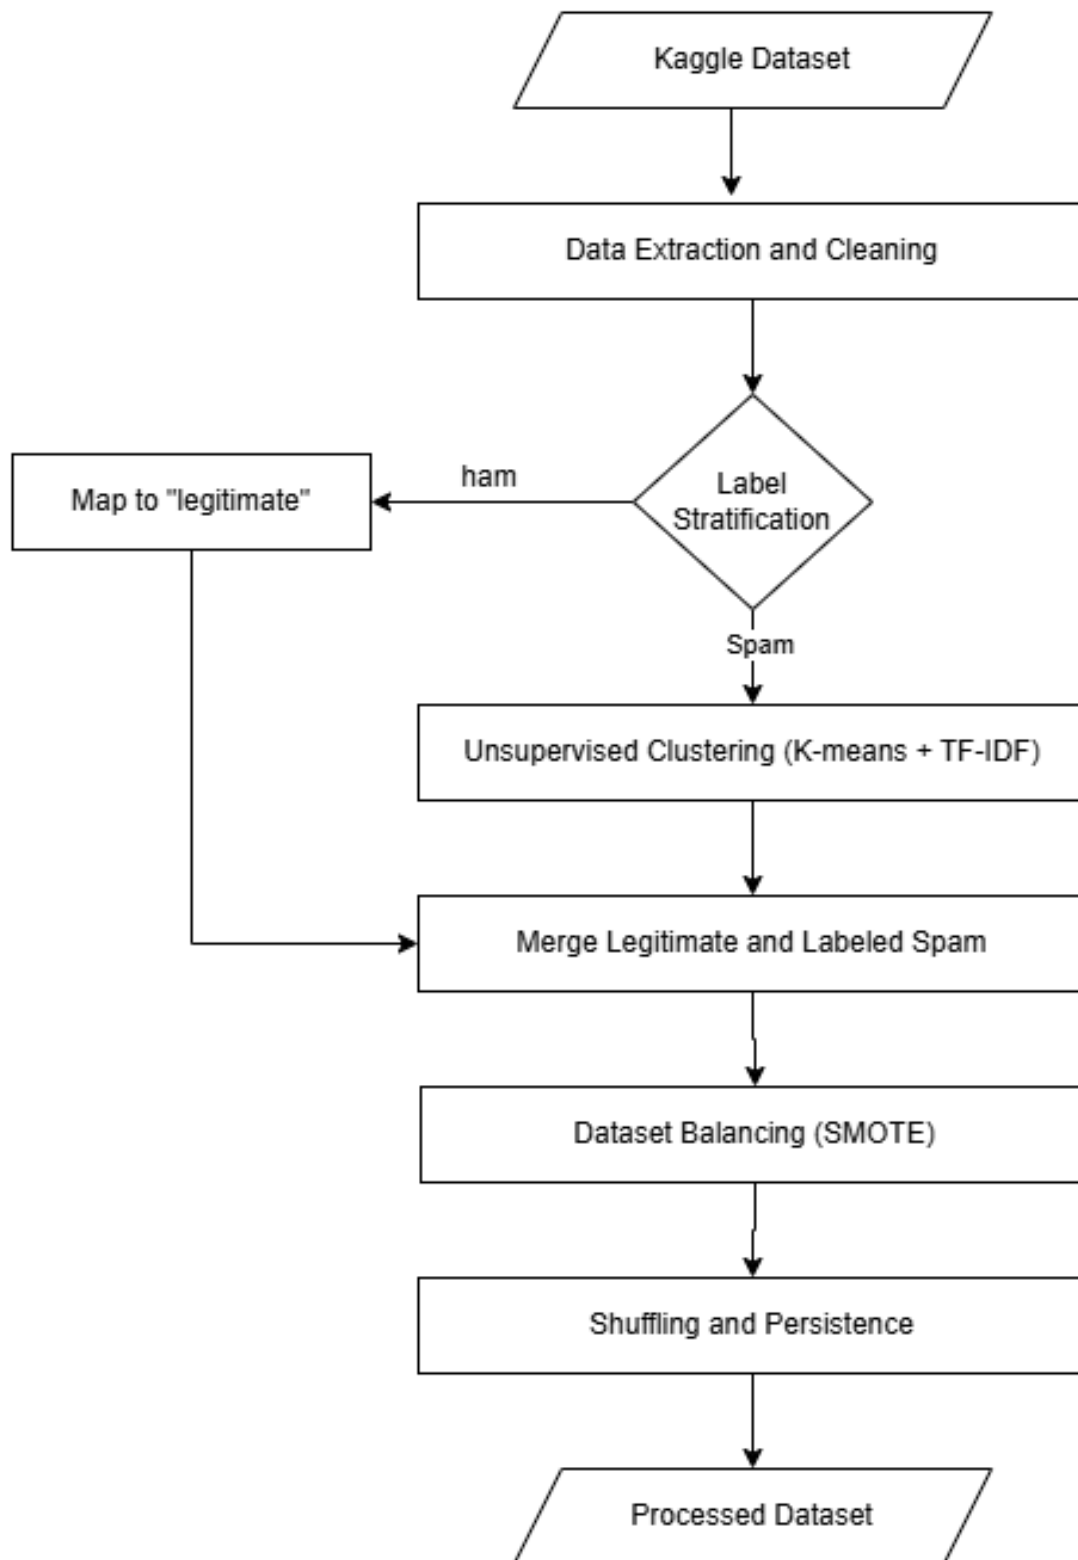 Kaggle Dataset
Data Extraction and Cleaning
Label
Stratification
ham
Map to "legitimate"
Spam
Unsupervised Clustering (K-means + TF-IDF)
Merge Legitimate and Labeled Spam
Dataset Balancing (SMOTE)
Shuffling and Persistence
Processed Dataset